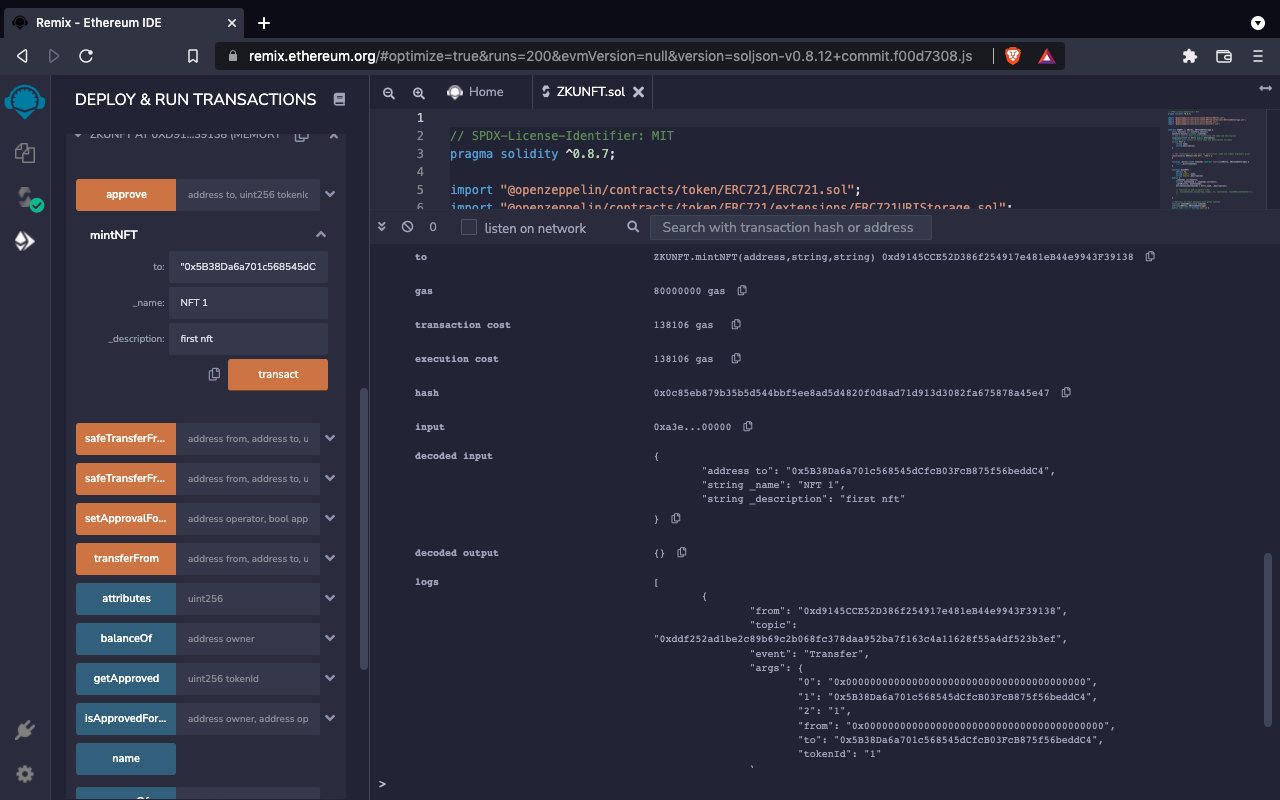 Remix - Ethereum IDE
remix.ethereum.org/#optimize=true&runs=200&evmVersion=null&version=soljson-v0.8.12+commit.f00d7308.js
DEPLOY & RUN TRANSACTIONS
ZKUNFT AT 0XD91...39138 (MEMORY
approve
address to, uint256 tokenId
mintNFT
to:
"0x5B38Da6a701c568545dC
_name:
NFT 1
_description:
first nft
transact
safeTransferFr...
address from, address to, u
safeTransferFr...
address from, address to, u
setApprovalFo...
address operator, bool app
transferFrom
address from, address to, u
attributes
uint256
balanceOf
address owner
getApproved
uint256 tokenId
isApprovedFor...
address owner, address op
name
Home
ZKUNFT.sol
1
2 // SPDX-License-Identifier: MIT
3 pragma solidity ^0.8.7;
4
5 import "@openzeppelin/contracts/token/ERC721/ERC721.sol";
6 import "@openzeppelin/contracts/token/ERC721/extensions/ERC721URIStorage.sol";
0
listen on network
Search with transaction hash or address
to
ZKUNFT.mintNFT(address,string,string) 0xd9145CCE52D386f254917e481eB44e9943F39138
gas
80000000 gas
transaction cost
138106 gas
execution cost
138106 gas
hash
0x0c85eb879b35b5d544bbf5ee8ad5d4820f0d8ad71d913d3082fa675878a45e47
input
0xa3e...00000
decoded input
{
"address to": "0x5B38Da6a701c568545dCfcB03FcB875f56beddC4",
"string _name": "NFT 1",
"string _description": "first nft"
}
decoded output
{}
logs
[
{
"from": "0xd9145CCE52D386f254917e481eB44e9943F39138",
"topic":
"0xddf252ad1be2c89b69c2b068fc378daa952ba7f163c4a11628f55a4df523b3ef",
"event": "Transfer",
"args": {
"0": "0x0000000000000000000000000000000000000000",
"1": "0x5B38Da6a701c568545dCfcB03FcB875f56beddC4",
"2": "1",
"from": "0x0000000000000000000000000000000000000000",
"to": "0x5B38Da6a701c568545dCfcB03FcB875f56beddC4",
"tokenId": "1"
>